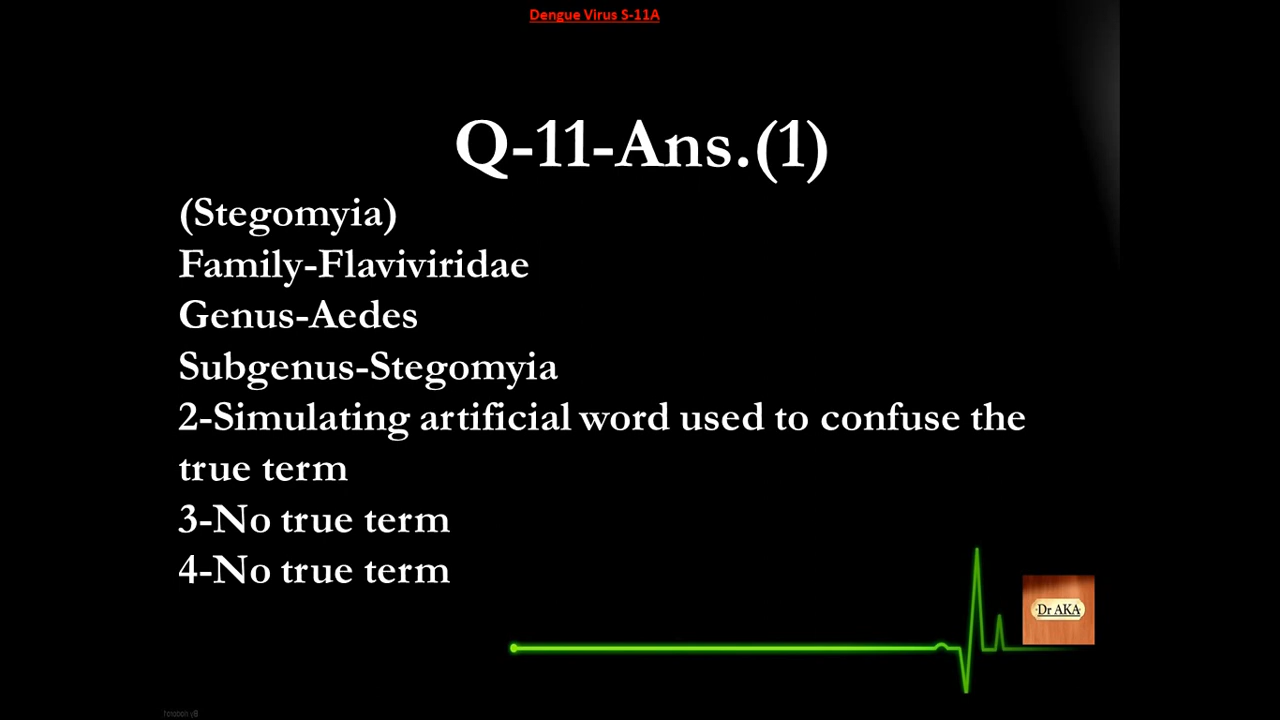 Dengue Virus S-11A
Q-11-Ans.(1)
(Stegomyia)
Family-Flaviviridae
Genus-Aedes
Subgenus-Stegomyia
2-Simulating artificial word used to confuse the
true term
3-No true term
4-No true term
Dr AKA